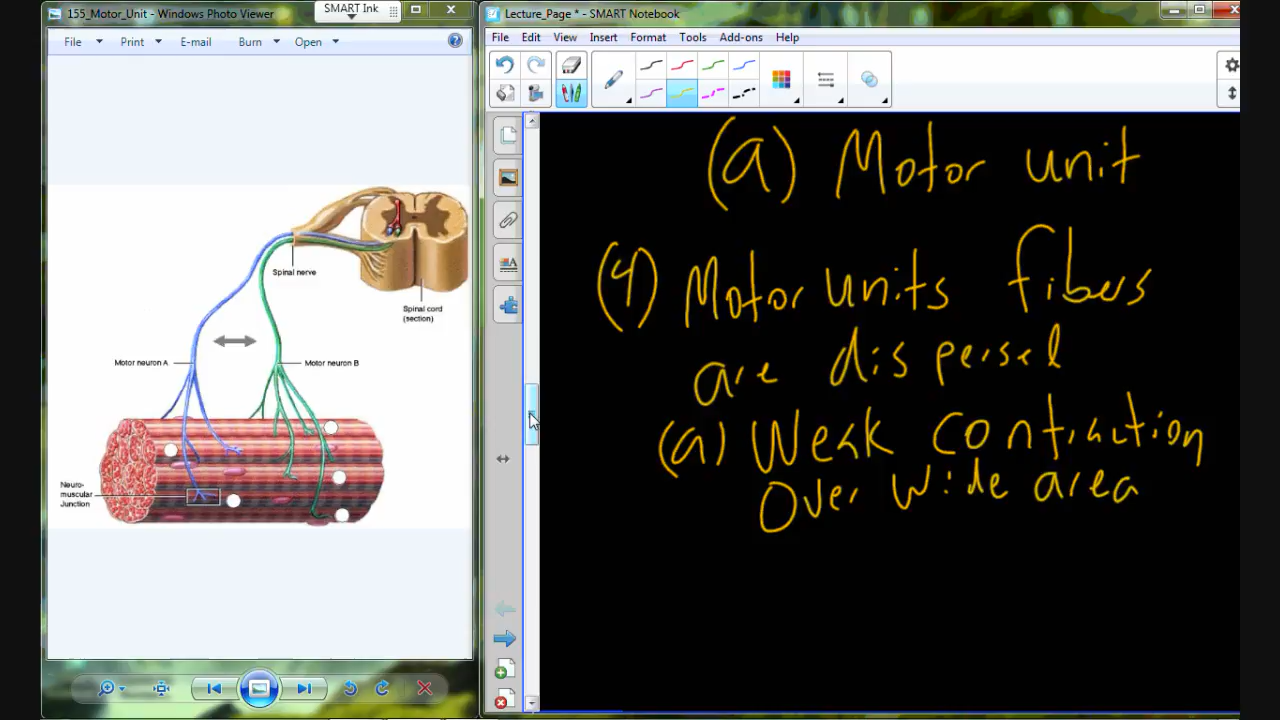 155_Motor_Unit - Windows Photo Viewer
SMART Ink
File Print E-mail Burn Open
Spinal nerve
Spinal cord
(section)
Motor neuron A
Motor neuron B
Neuro-
muscular
Junction
Lecture_Page * - SMART Notebook
File Edit View Insert Format Tools Add-ons Help
(a) Motor unit
(4) Motor units fibers
are dispersed
(a) Weak contraction
Over wide area